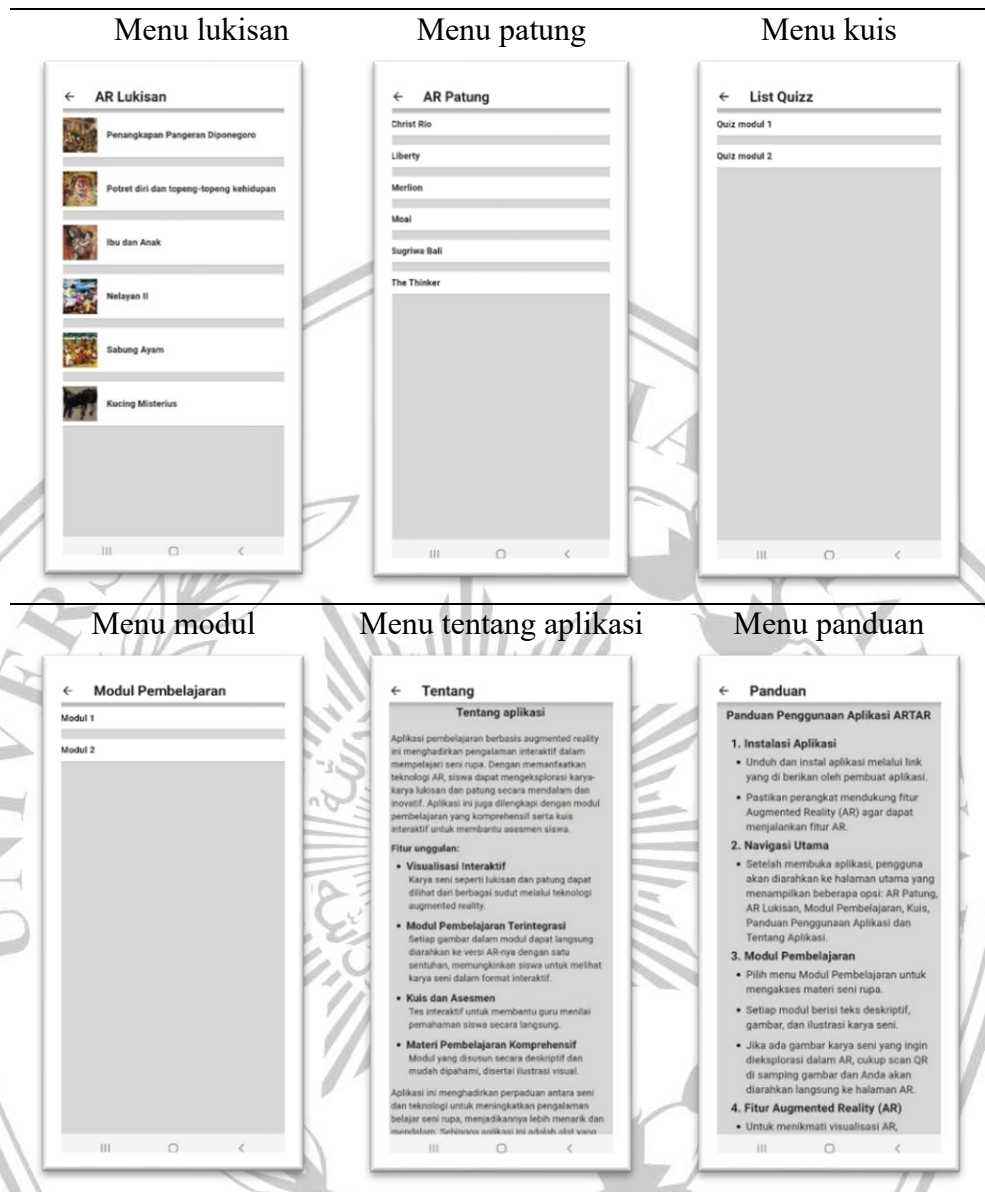 Menu lukisan
Menu patung
Menu kuis
← AR Lukisan
Penangkapan Pangeran Diponegoro
Potret diri dan topeng-topeng kehidupan
Ibu dan Anak
Nelayan II
Sabung Ayam
Kucing Misterius
← AR Patung
Christ Rio
Liberty
Merlion
Moai
Sugriwa Bali
The Thinker
← List Quizz
Quiz modul 1
Quiz modul 2
Menu modul
Menu tentang aplikasi
Menu panduan
← Modul Pembelajaran
Modul 1
Modul 2
← Tentang
Tentang aplikasi
Aplikasi pembelajaran berbasis augmented reality
ini menghadirkan pengalaman interaktif dalam
mempelajari seni rupa. Dengan memanfaatkan
teknologi AR, siswa dapat mengeksplorasi karya-
karya lukisan dan patung secara mendalam dan
inovatif. Aplikasi ini juga dilengkapi dengan modul
pembelajaran yang komprehensif serta kuis
interaktif untuk membantu asesmen siswa.
Fitur unggulan:
• Visualisasi Interaktif
Karya seni seperti lukisan dan patung dapat
dilihat dari berbagai sudut melalui teknologi
augmented reality.
• Modul Pembelajaran Terintegrasi
Setiap gambar dalam modul dapat langsung
diarahkan ke versi AR-nya dengan satu
sentuhan, memungkinkan siswa untuk melihat
karya seni dalam format interaktif.
• Kuis dan Asesmen
Tes interaktif untuk membantu guru menilai
pemahaman siswa secara langsung.
• Materi Pembelajaran Komprehensif
Modul yang disusun secara deskriptif dan
mudah dipahami, disertai ilustrasi visual.
Aplikasi ini menghadirkan perpaduan antara seni
dan teknologi untuk meningkatkan pengalaman
belajar seni rupa, menjadikannya lebih menarik dan
mendalam. Sehingga aplikasi ini adalah alat yang
← Panduan
Panduan Penggunaan Aplikasi ARTAR
1. Instalasi Aplikasi
• Unduh dan instal aplikasi melalui link
yang di berikan oleh pembuat aplikasi.
• Pastikan perangkat mendukung fitur
Augmented Reality (AR) agar dapat
menjalankan fitur AR.
2. Navigasi Utama
• Setelah membuka aplikasi, pengguna
akan diarahkan ke halaman utama yang
menampilkan beberapa opsi: AR Patung,
AR Lukisan, Modul Pembelajaran, Kuis,
Panduan Penggunaan Aplikasi dan
Tentang Aplikasi.
3. Modul Pembelajaran
• Pilih menu Modul Pembelajaran untuk
mengakses materi seni rupa.
• Setiap modul berisi teks deskriptif,
gambar, dan ilustrasi karya seni.
• Jika ada gambar karya seni yang ingin
dieksplorasi dalam AR, cukup scan QR
di samping gambar dan Anda akan
diarahkan langsung ke halaman AR.
4. Fitur Augmented Reality (AR)
• Untuk menikmati visualisasi AR,